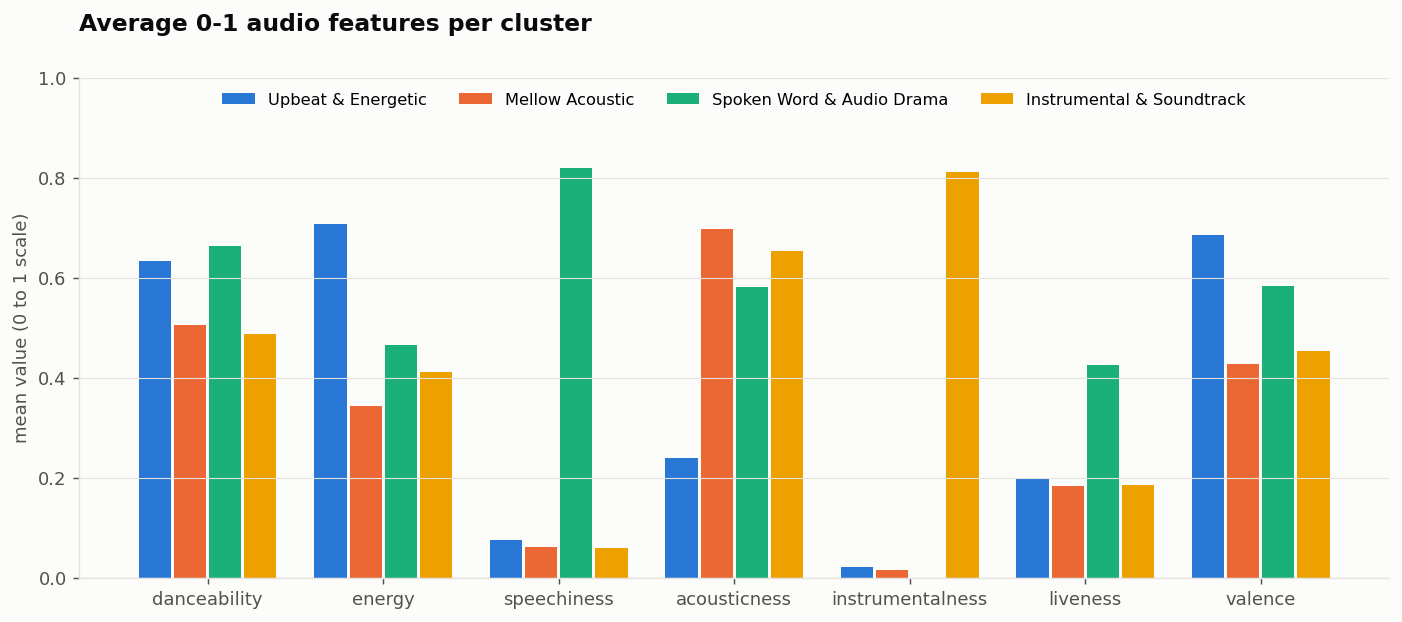 Average 0-1 audio features per cluster
Upbeat & Energetic
Mellow Acoustic
Spoken Word & Audio Drama
Instrumental & Soundtrack
mean value (0 to 1 scale)
1.0
0.8
0.6
0.4
0.2
0.0
danceability
energy
speechiness
acousticness
instrumentalness
liveness
valence